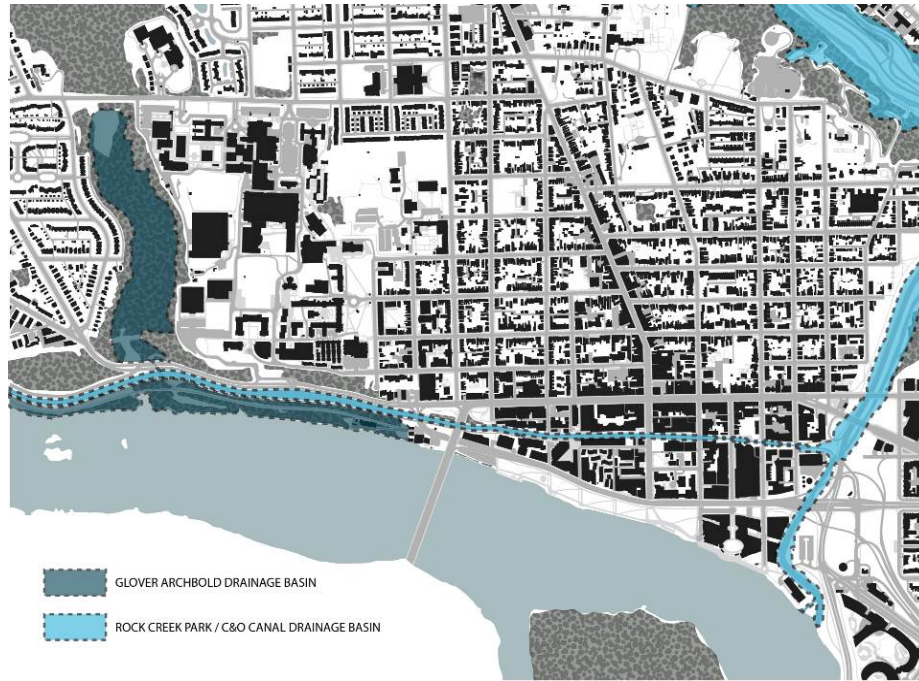 GLOVER ARCHBOLD DRAINAGE BASIN
ROCK CREEK PARK / C&O CANAL DRAINAGE BASIN